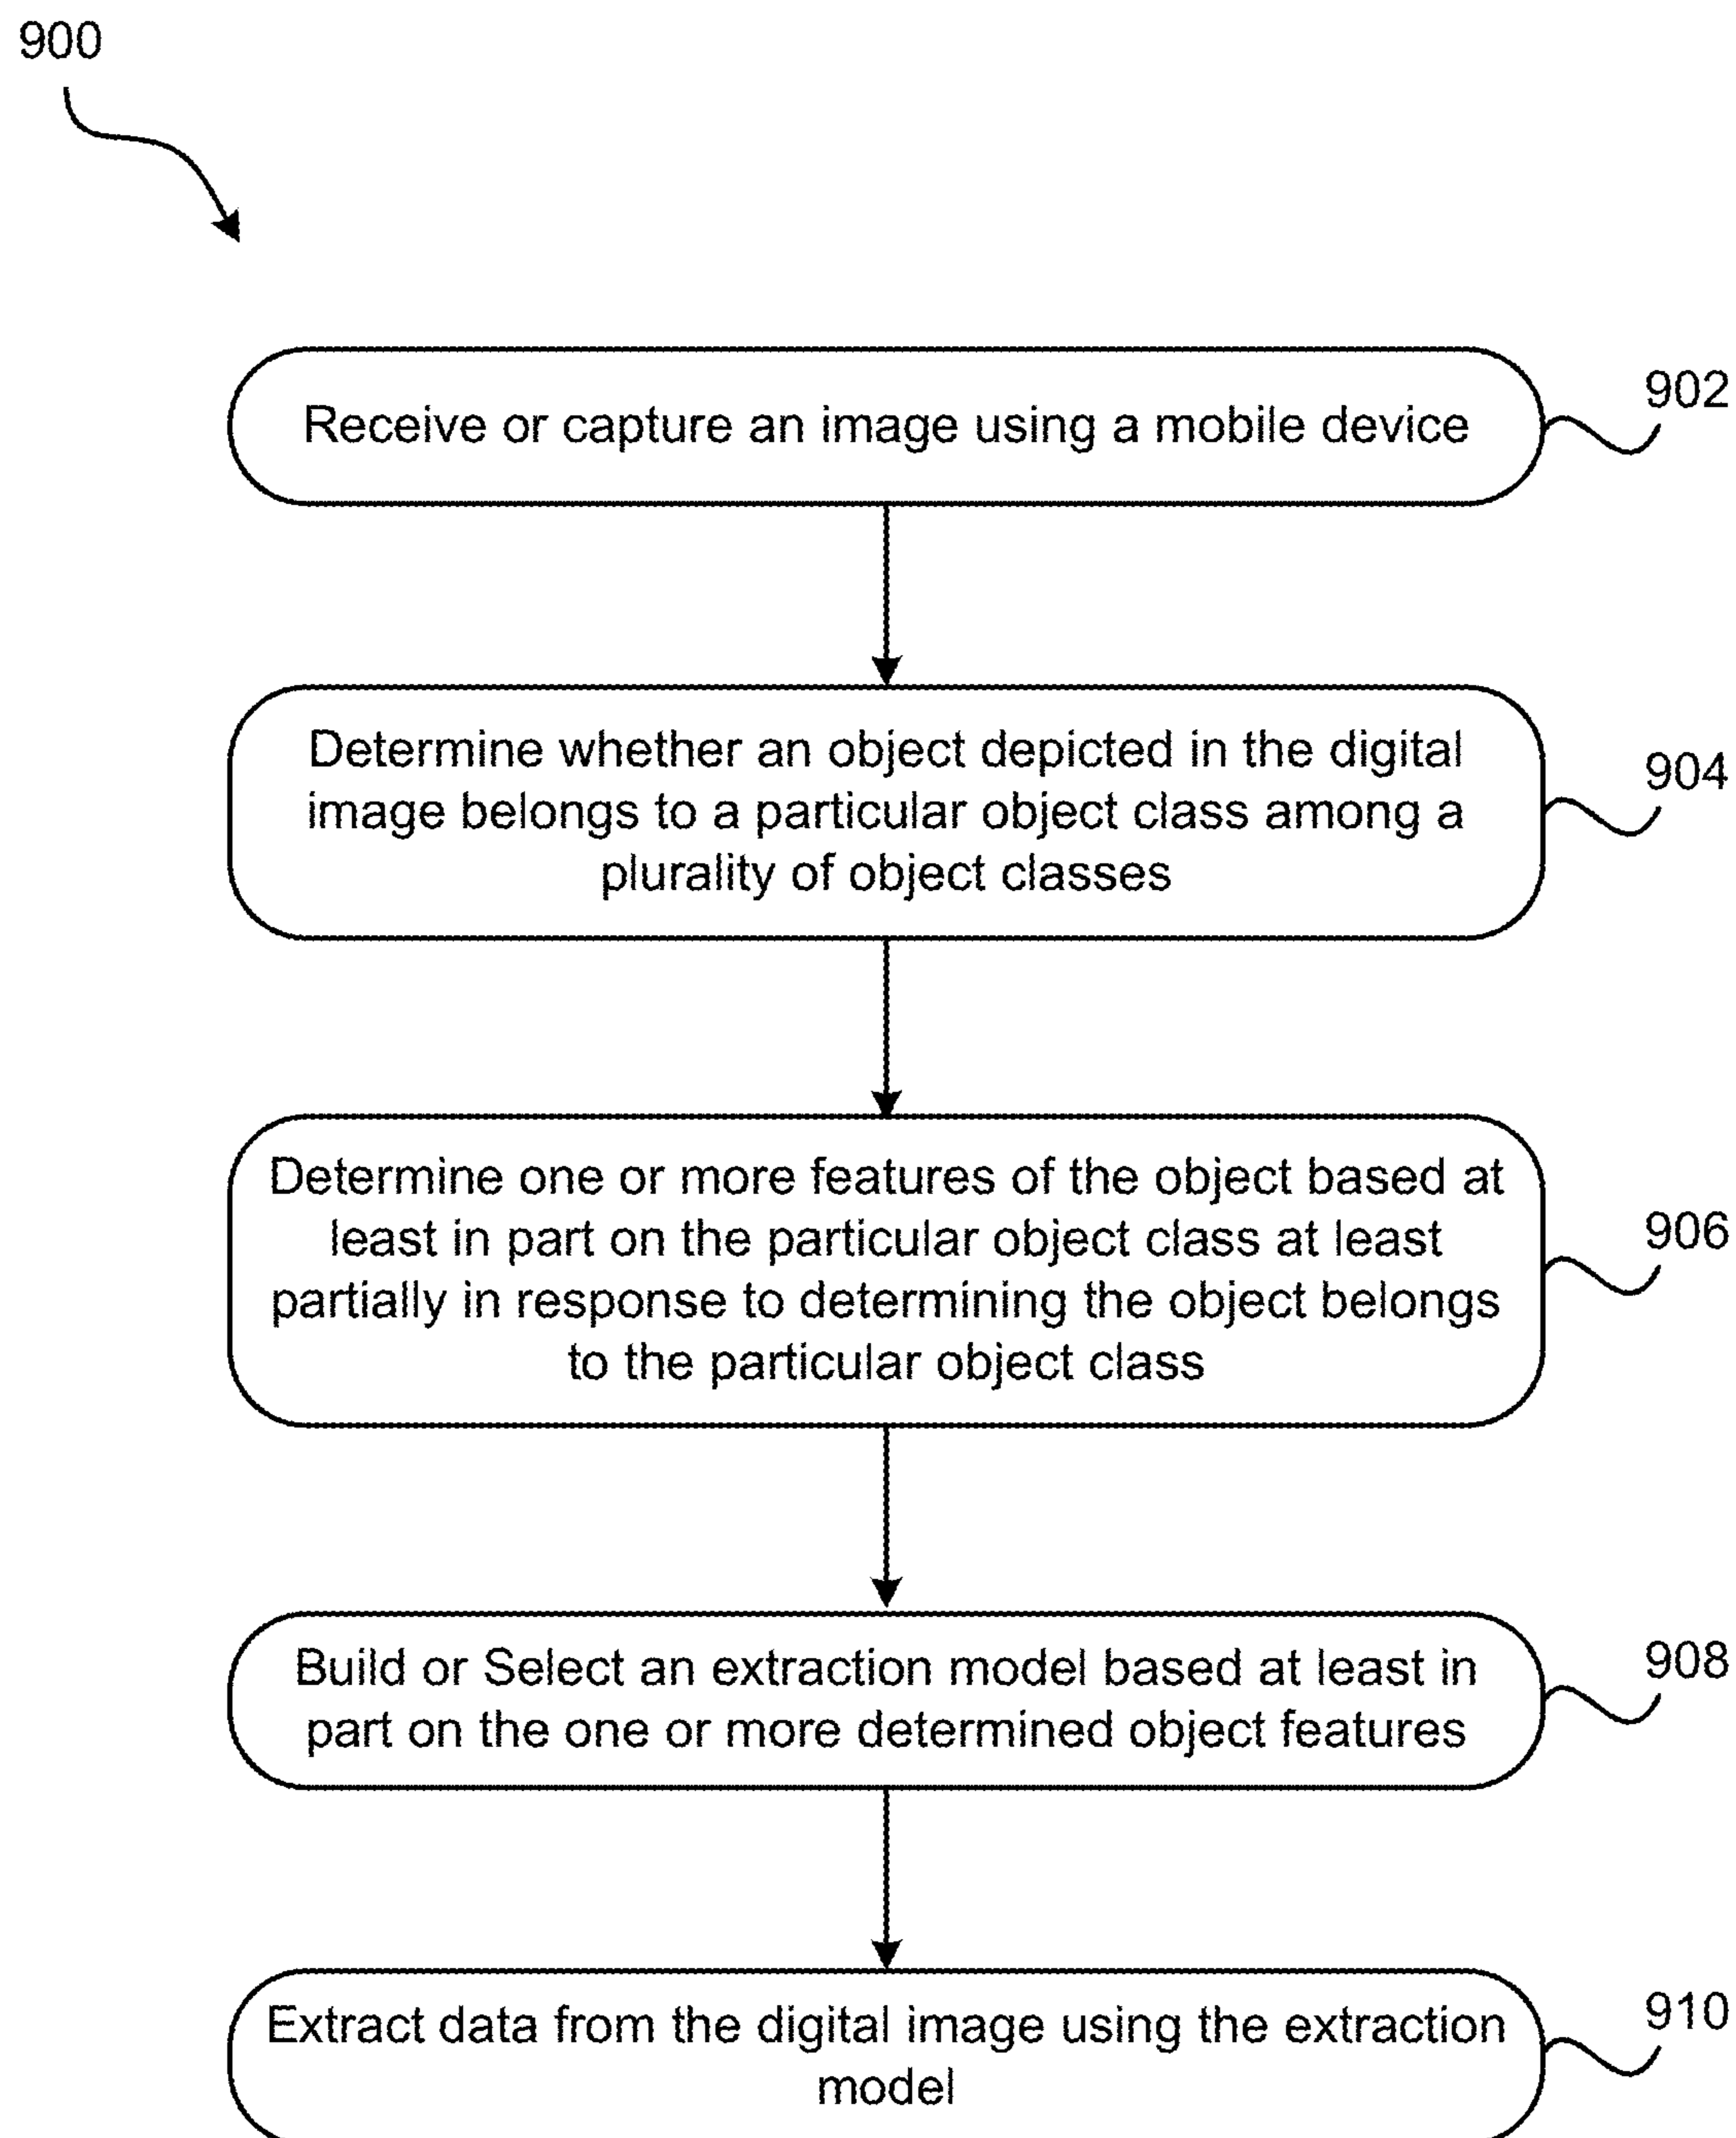 900
Receive or capture an image using a mobile device
902
Determine whether an object depicted in the digital
image belongs to a particular object class among a
plurality of object classes
904
Determine one or more features of the object based at
least in part on the particular object class at least
partially in response to determining the object belongs
to the particular object class
906
Build or Select an extraction model based at least in
part on the one or more determined object features
908
Extract data from the digital image using the extraction
model
910